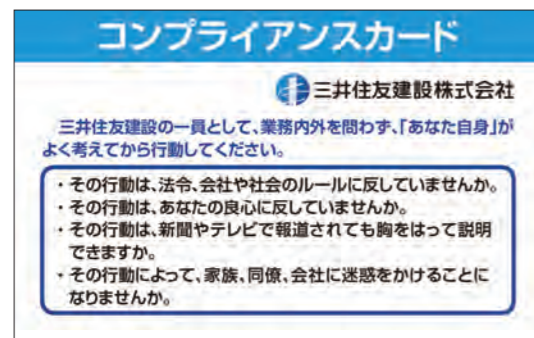 コンプライアンスカード
三井住友建設株式会社
三井住友建設の一員として、業務内外を問わず、「あなた自身」が
よく考えてから行動してください。
・その行動は、法令、会社や社会のルールに反していませんか。
・その行動は、あなたの良心に反していませんか。
・その行動は、新聞やテレビで報道されても胸をはって説明
できますか。
・その行動によって、家族、同僚、会社に迷惑をかけることに
なりませんか。